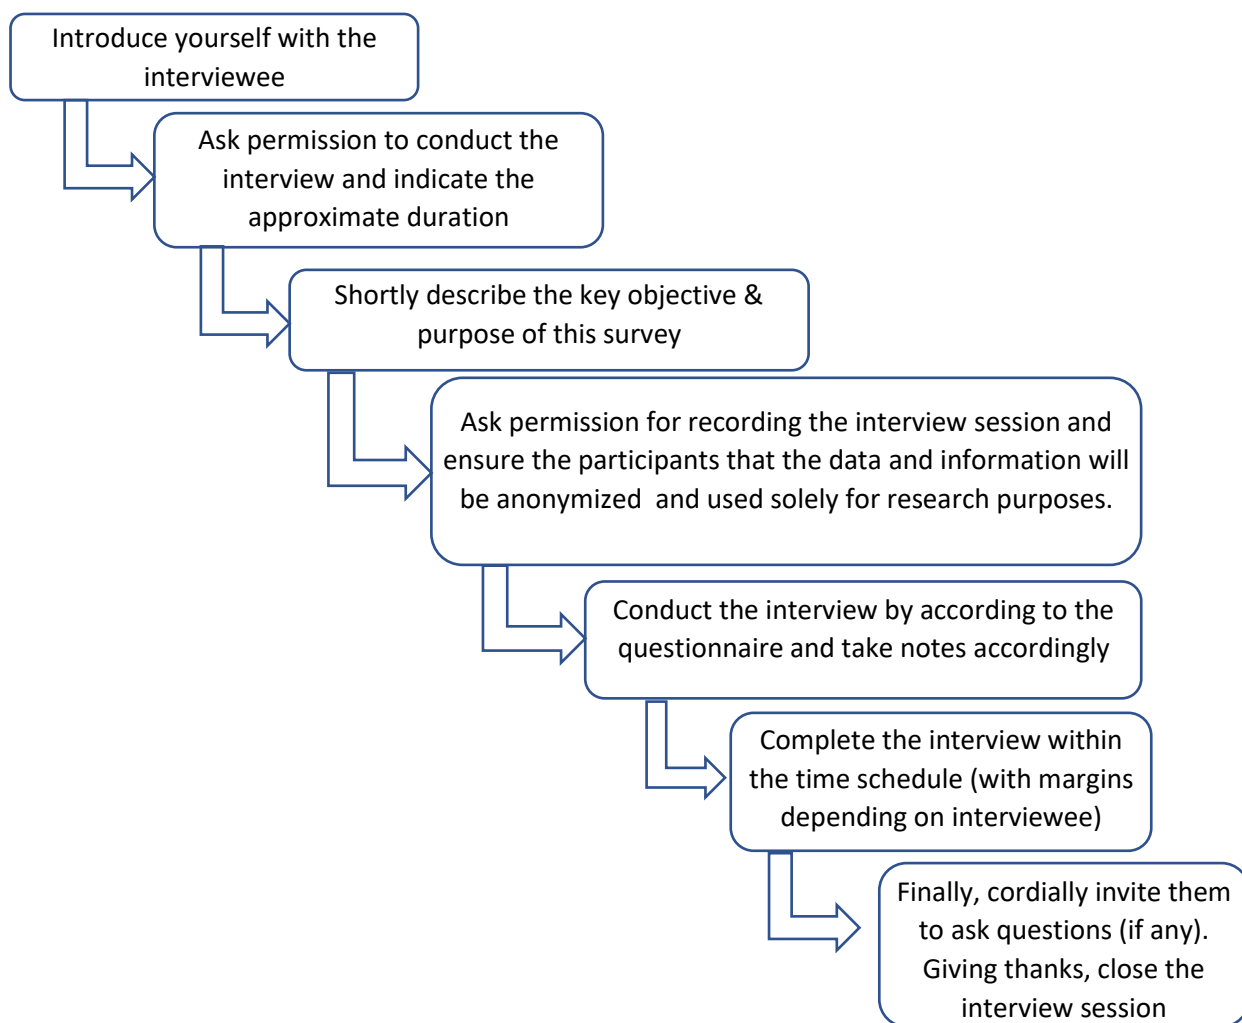 Introduce yourself with the
interviewee
Ask permission to conduct the
interview and indicate the
approximate duration
Shortly describe the key objective &
purpose of this survey
Ask permission for recording the interview session and
ensure the participants that the data and information will
be anonymized  and used solely for research purposes.
Conduct the interview by according to the
questionnaire and take notes accordingly
Complete the interview within
the time schedule (with margins
depending on interviewee)
Finally, cordially invite them
to ask questions (if any).
Giving thanks, close the
interview session